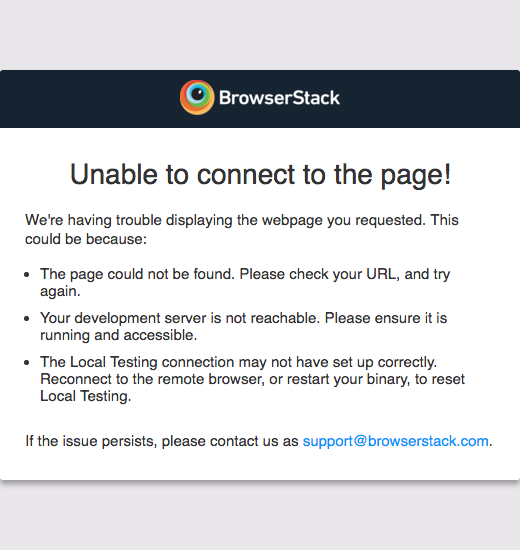 BrowserStack
Unable to connect to the page!
We're having trouble displaying the webpage you requested. This
could be because:
The page could not be found. Please check your URL, and try
again.
Your development server is not reachable. Please ensure it is
running and accessible.
The Local Testing connection may not have set up correctly.
Reconnect to the remote browser, or restart your binary, to reset
Local Testing.
If the issue persists, please contact us as support@browserstack.com.